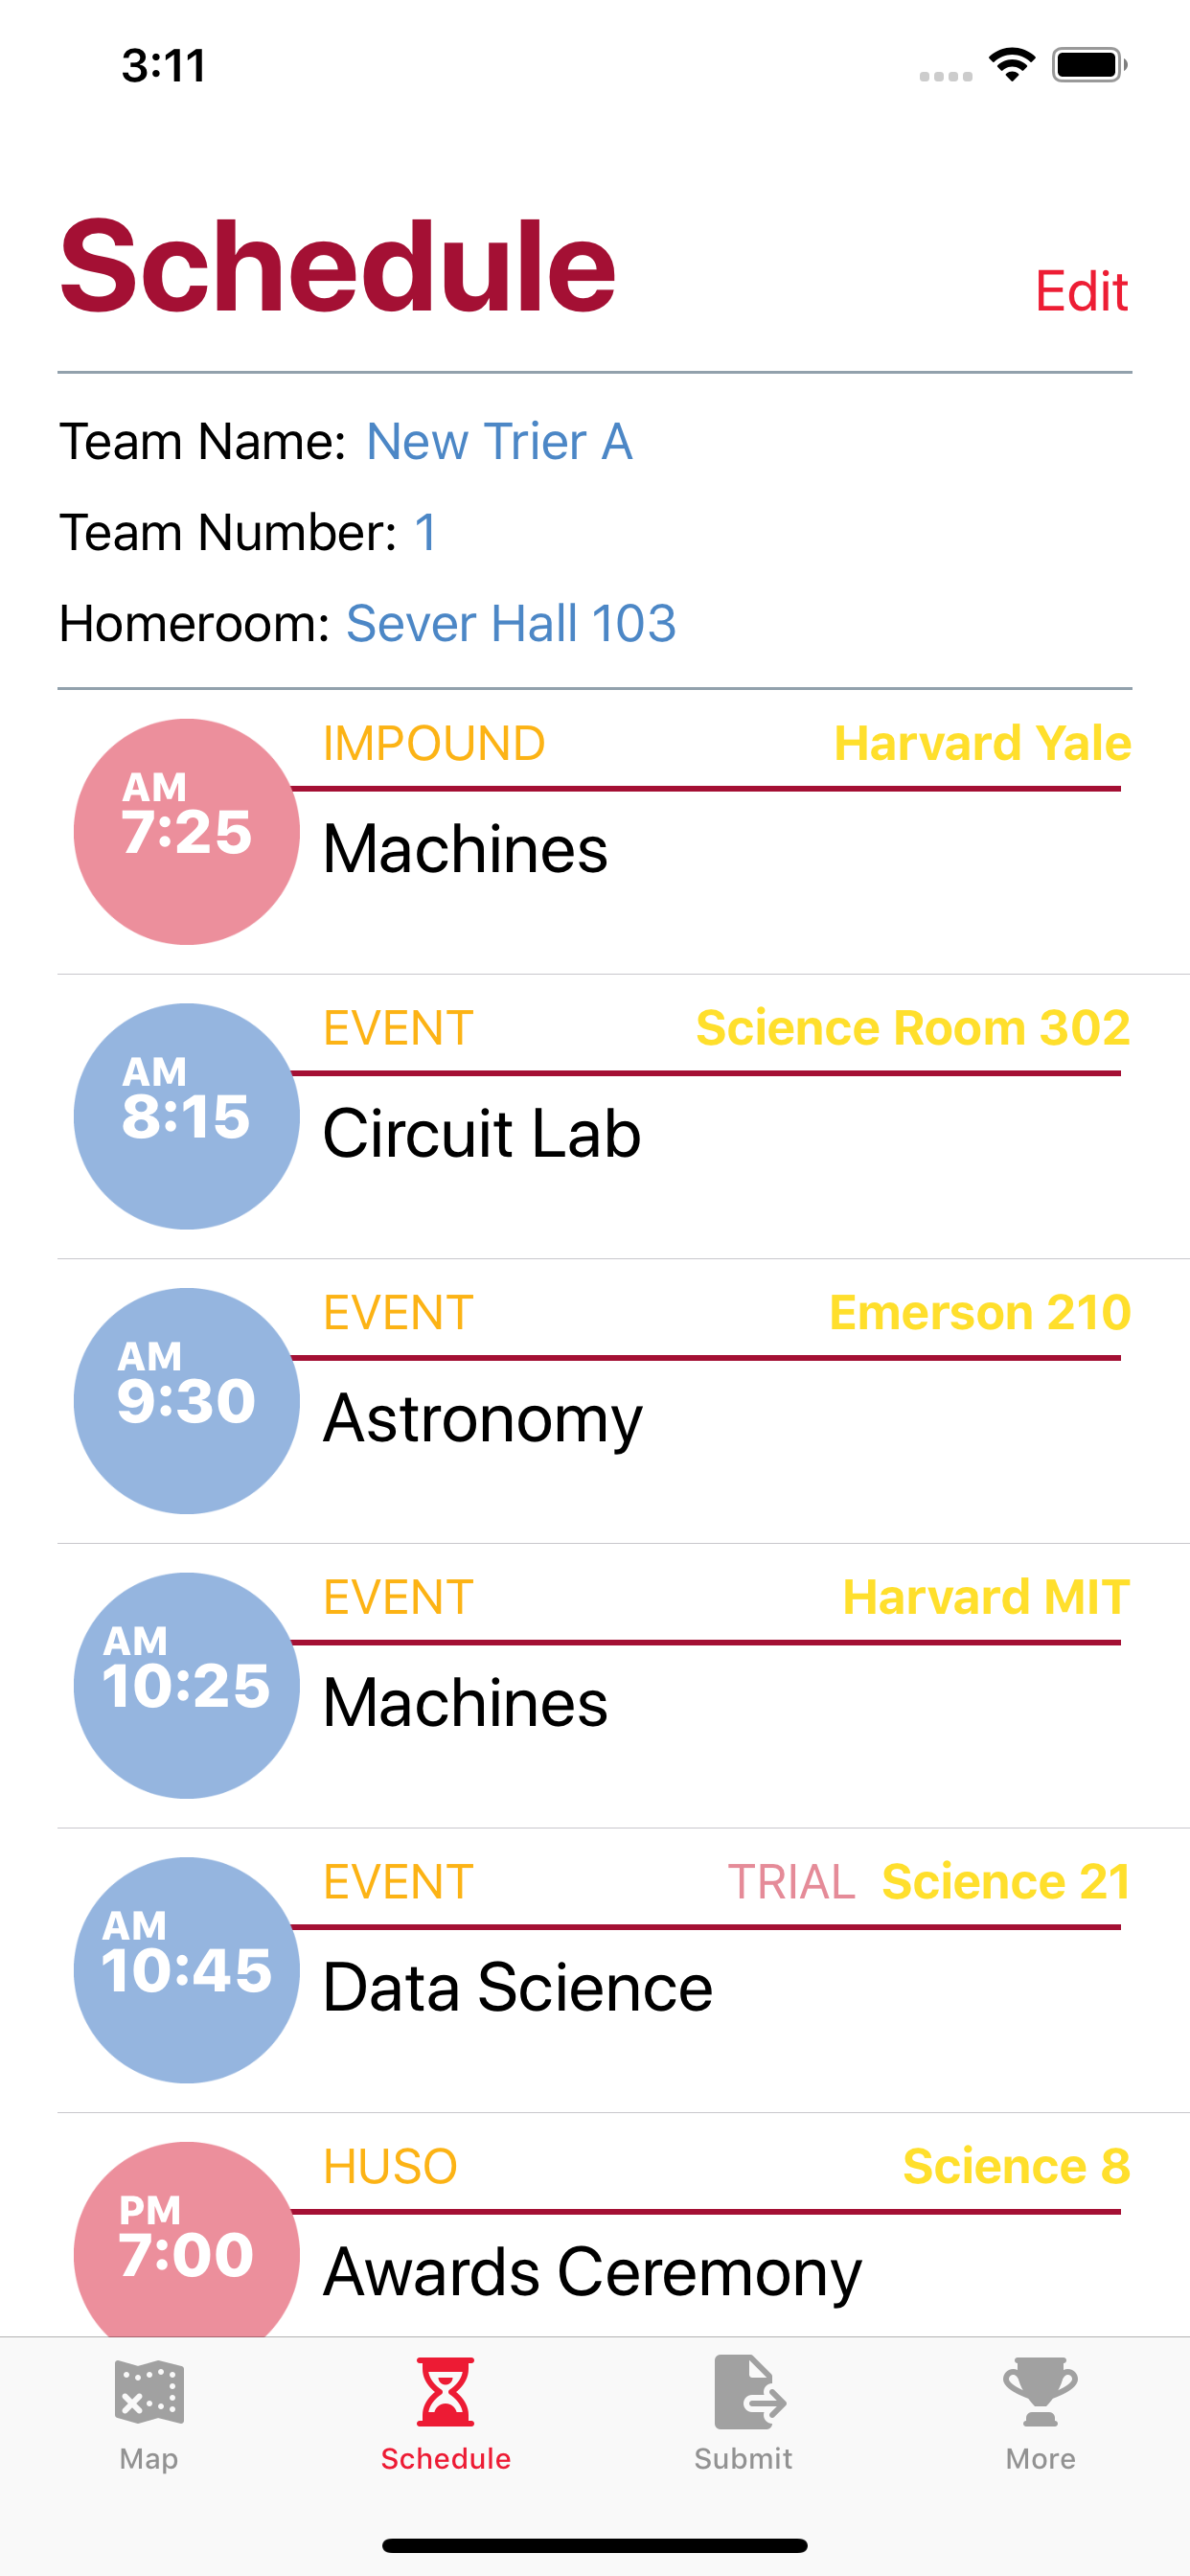 3:11
Schedule
Edit
Team Name: New Trier A
Team Number: 1
Homeroom: Sever Hall 103
IMPOUND Harvard Yale
AM
7:25
Machines
EVENT Science Room 302
AM
8:15
Circuit Lab
EVENT Emerson 210
AM
9:30
Astronomy
EVENT Harvard MIT
AM
10:25
Machines
EVENT TRIAL Science 21
AM
10:45
Data Science
HUSO Science 8
PM
7:00
Awards Ceremony
Map Schedule Submit More